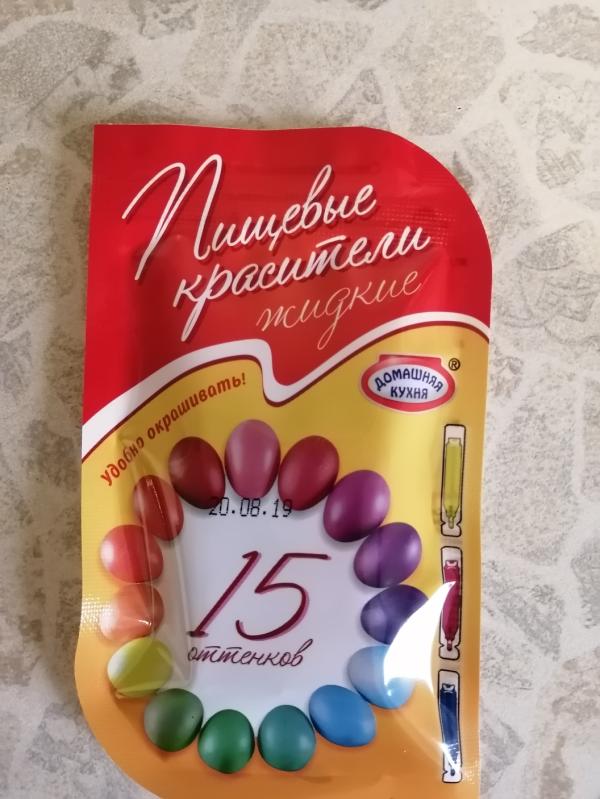 Пищевые
красители
жидкие
ДОМАШНЯЯ
КУХНЯ
®
удобно окрашивать!
20.08.19
15
оттенков